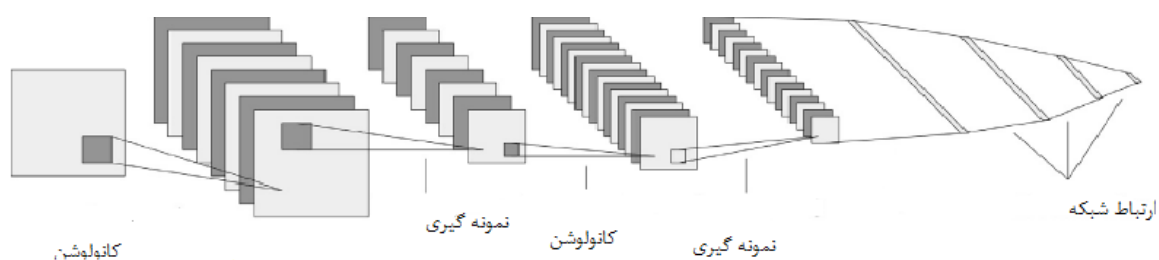 کانولوشن
نمونه گیری
کانولوشن
نمونه گیری
ارتباط شبکه